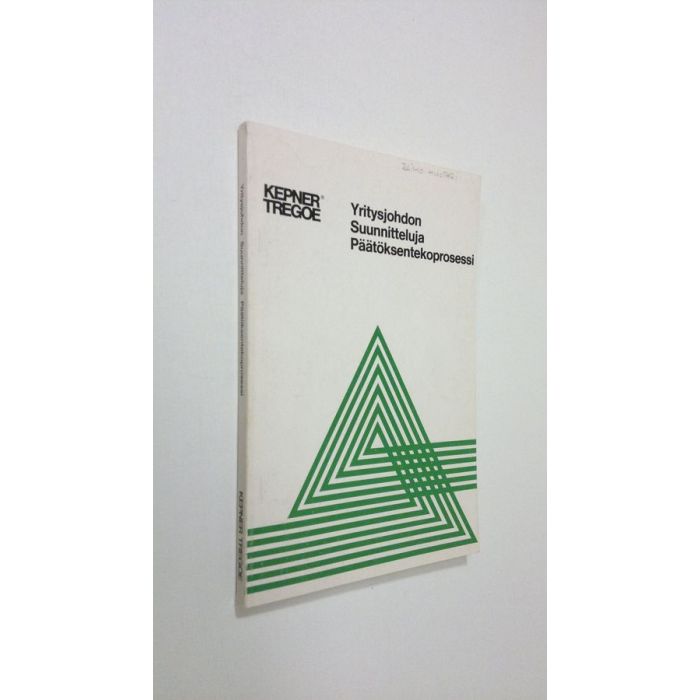 KEPNER®
TREGOE
Yritysjohdon
Suunnitteluja
Päätöksentekoprosessi
Yritysjohdon Suunnitteluja Päätöksentekoprosessi
KEPNER TREGOE